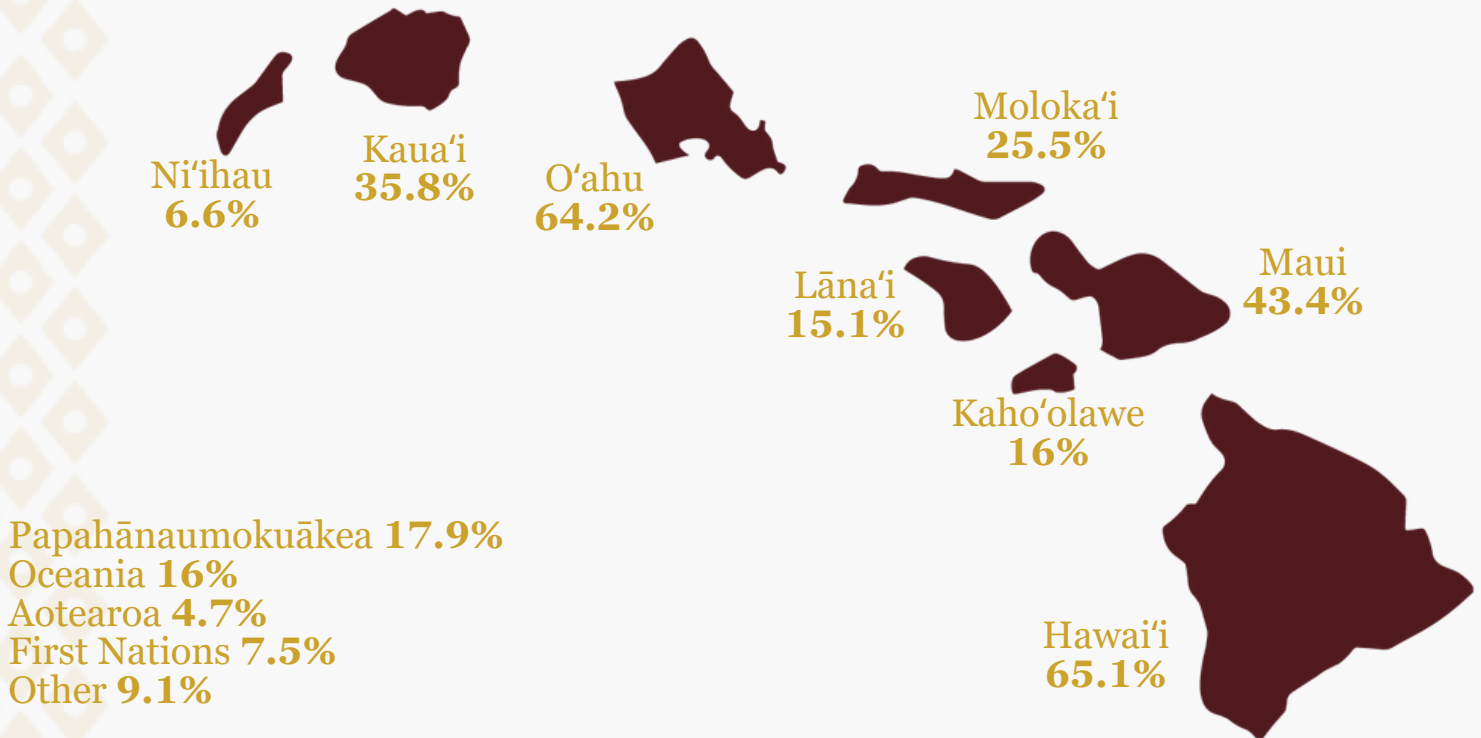 Niʻihau
6.6%
Kauaʻi
35.8%
Oʻahu
64.2%
Molokaʻi
25.5%
Lānaʻi
15.1%
Maui
43.4%
Kahoʻolawe
16%
Hawaiʻi
65.1%
Papahānaumokuākea 17.9%
Oceania 16%
Aotearoa 4.7%
First Nations 7.5%
Other 9.1%